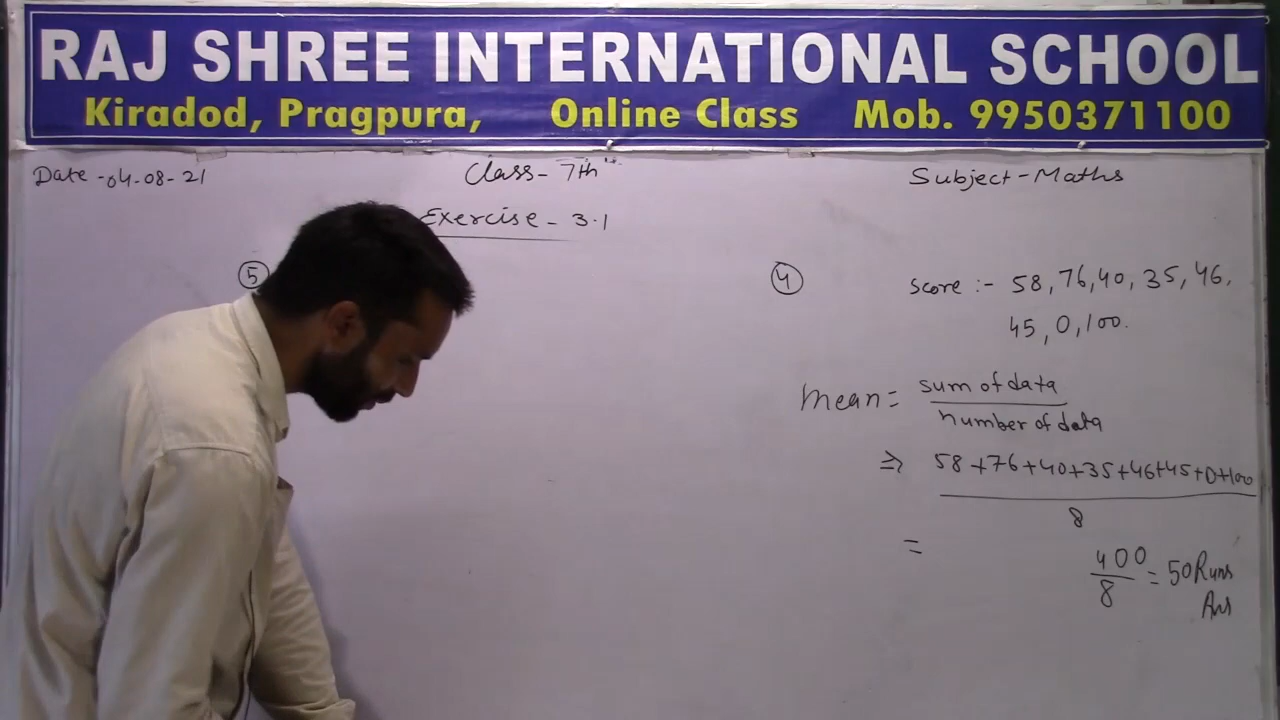 RAJ SHREE INTERNATIONAL SCHOOL
Kiradod, Pragpura, Online Class Mob. 9950371100
Date - 04-08-21 Class - 7th Subject - Maths
Exercise - 3.1
⑤
④ Score :- 58, 76, 40, 35, 46,
45, 0, 100.
Mean = sum of data
number of data
⇒ 58+76+40+35+46+45+0+100
8
= 400
8 = 50 Runs
Ans